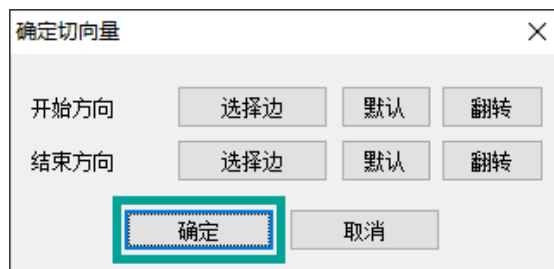 确定切向量
开始方向 选择边 默认 翻转
结束方向 选择边 默认 翻转
确定 取消